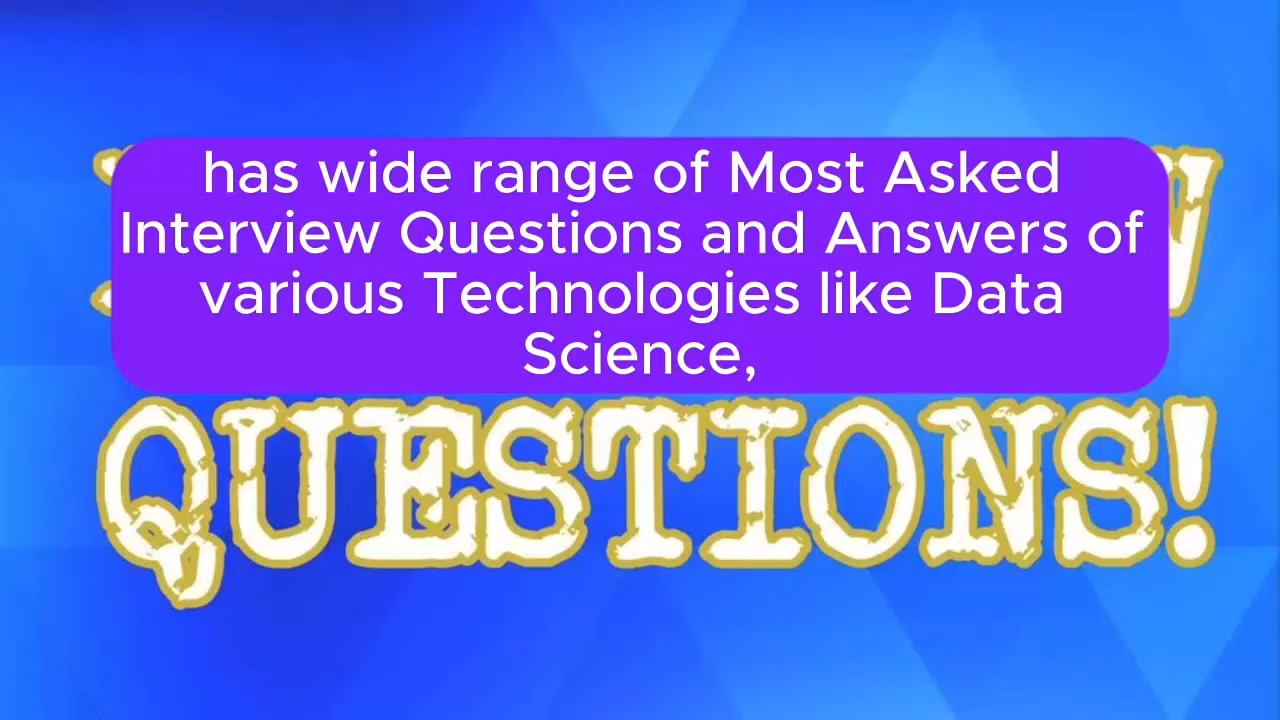 has wide range of Most Asked
Interview Questions and Answers of
various Technologies like Data
Science,
QUESTIONS!